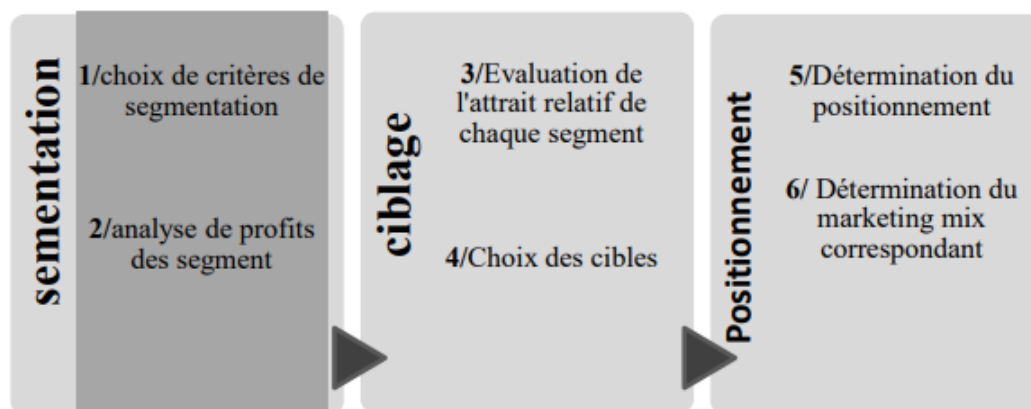 sementation
1/choix de critères de
segmentation
2/analyse de profits
des segment
ciblage
3/Evaluation de
l'attrait relatif de
chaque segment
4/Choix des cibles
Positionnement
5/Détermination du
positionnement
6/ Détermination du
marketing mix
correspondant